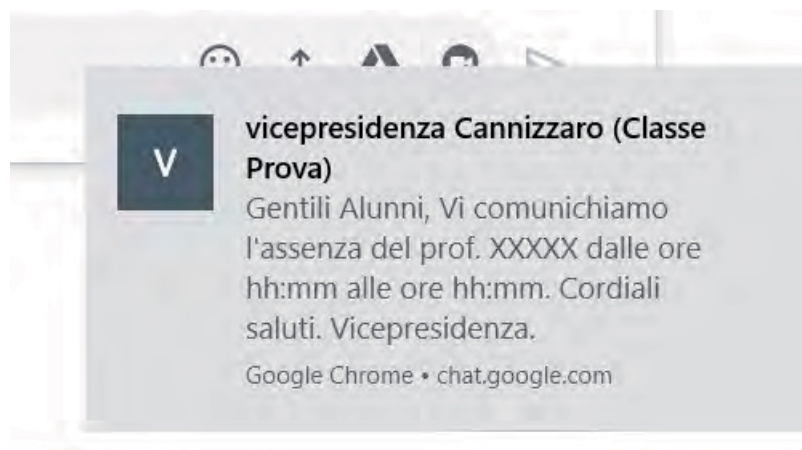 V
vicepresidenza Cannizzaro (Classe
Prova)
Gentili Alunni, Vi comunichiamo
l'assenza del prof. XXXXX dalle ore
hh:mm alle ore hh:mm. Cordiali
saluti. Vicepresidenza.
Google Chrome • chat.google.com